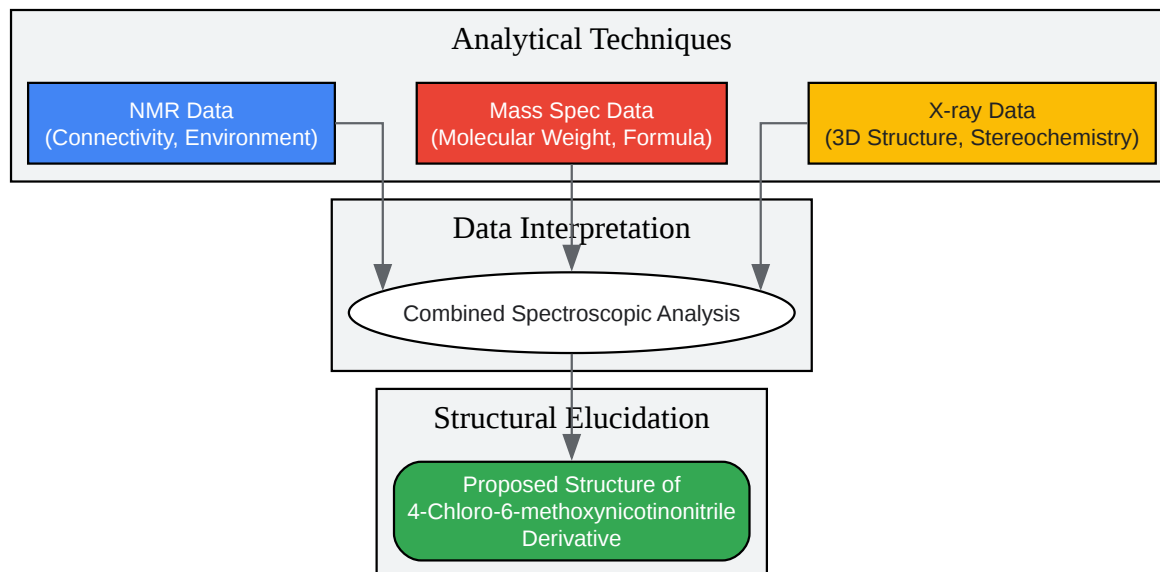 Analytical Techniques
NMR Data
(Connectivity, Environment)
Mass Spec Data
(Molecular Weight, Formula)
X-ray Data
(3D Structure, Stereochemistry)
Data Interpretation
Combined Spectroscopic Analysis
Structural Elucidation
Proposed Structure of
4-Chloro-6-methoxynicotinonitrile
Derivative